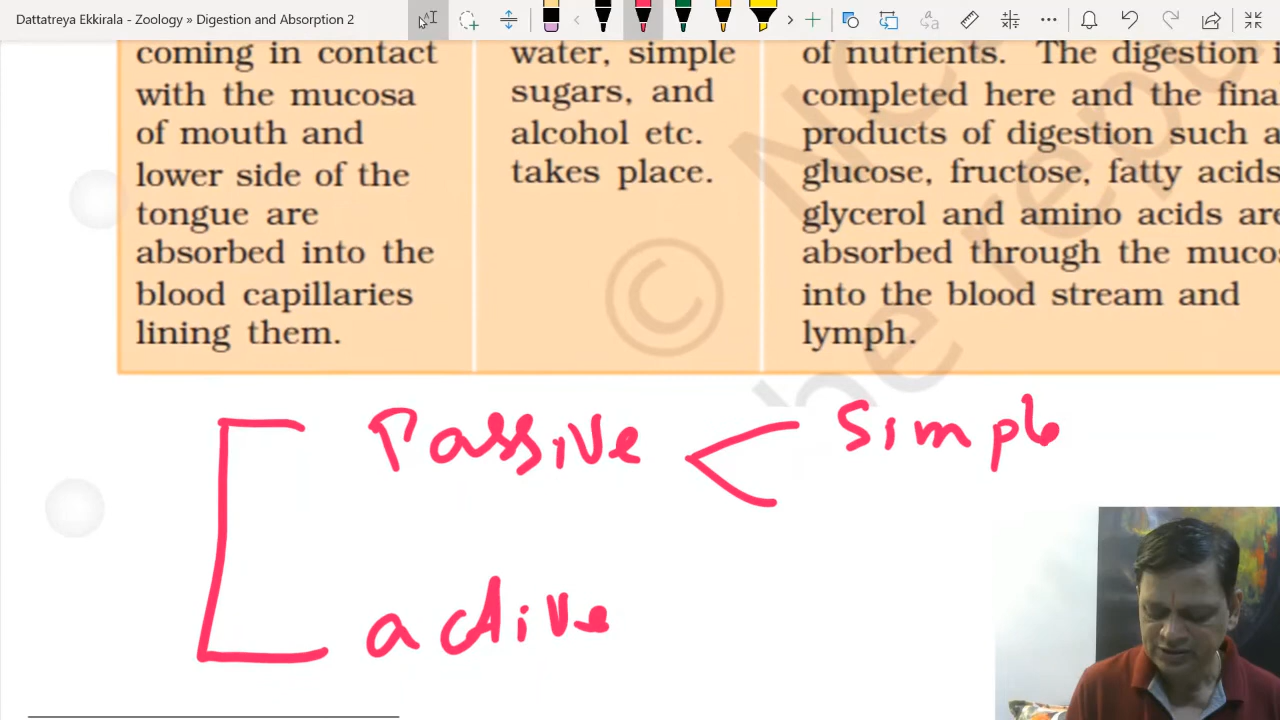 Dattatreya Ekkirala - Zoology » Digestion and Absorption 2
coming in contact
with the mucosa
of mouth and
lower side of the
tongue are
absorbed into the
blood capillaries
lining them.
water, simple
sugars, and
alcohol etc.
takes place.
of nutrients. The digestion i
completed here and the fina
products of digestion such a
glucose, fructose, fatty acids
glycerol and amino acids are
absorbed through the mucos
into the blood stream and
lymph.
©
he repu
Passive < Simple
active